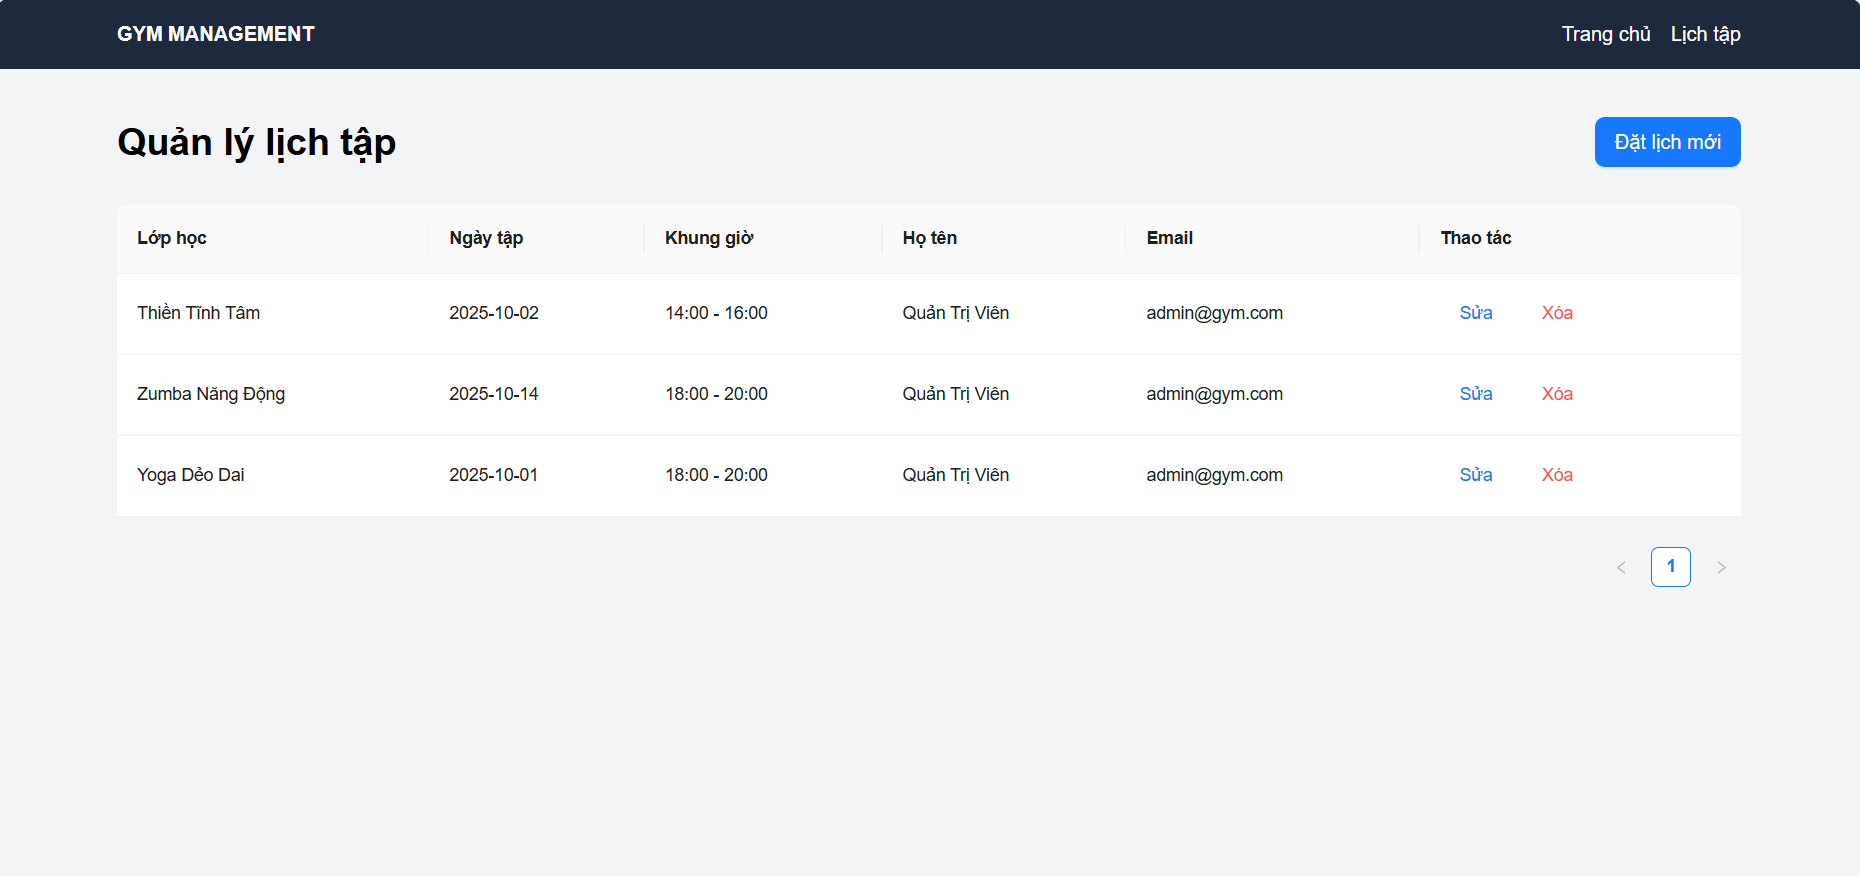 GYM MANAGEMENT Trang chủ Lịch tập
Quản lý lịch tập Đặt lịch mới
Lớp học Ngày tập Khung giờ Họ tên Email Thao tác
Thiền Tĩnh Tâm 2025-10-02 14:00 - 16:00 Quản Trị Viên admin@gym.com Sửa Xóa
Zumba Năng Động 2025-10-14 18:00 - 20:00 Quản Trị Viên admin@gym.com Sửa Xóa
Yoga Dẻo Dai 2025-10-01 18:00 - 20:00 Quản Trị Viên admin@gym.com Sửa Xóa
1